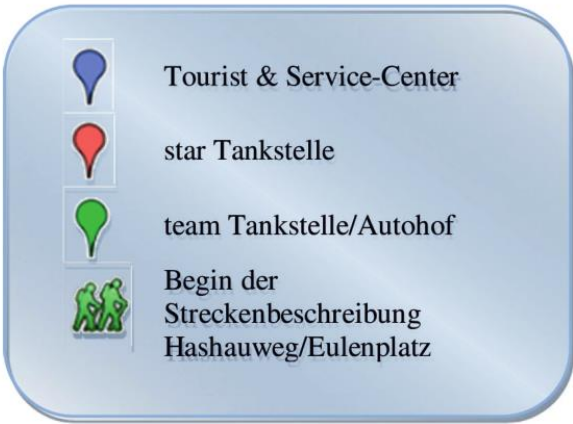 Tourist & Service-Center
star Tankstelle
team Tankstelle/Autohof
Begin der
Streckenbeschreibung
Hashauweg/Eulenplatz